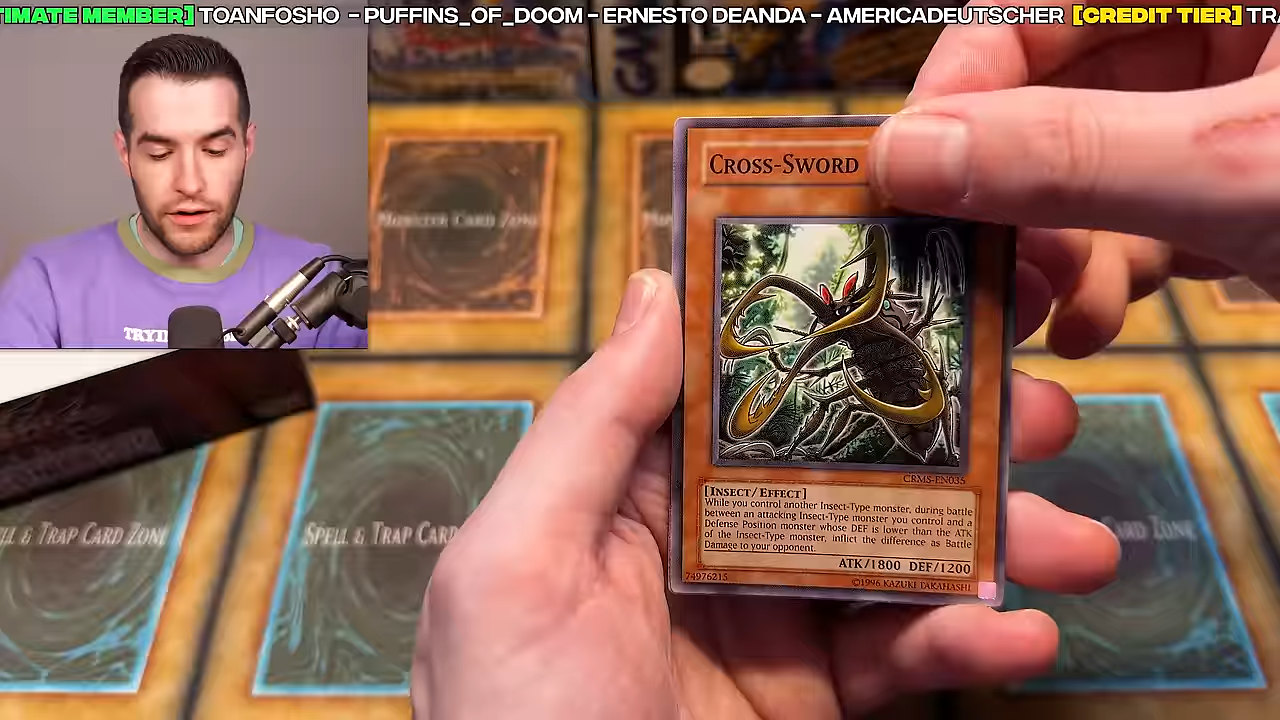 TIMATE MEMBER] TOANFOSHO - PUFFINS_OF_DOOM - ERNESTO DEANDA - AMERICADEUTSCHER [CREDIT TIER] TRA
MONSTER CARD ZONE
CROSS-SWORD
CRMS-EN035
[INSECT/EFFECT]
While you control another Insect-Type monster, during battle
between an attacking Insect-Type monster you control and a
Defense Position monster whose DEF is lower than the ATK
of the Insect-Type monster, inflict the difference as Battle
Damage to your opponent.
ATK/1800 DEF/1200
74976215
©1996 KAZUKI TAKAHASHI
LL & TRAP CARD ZONE
SPELL & TRAP CARD
CARD ZONE